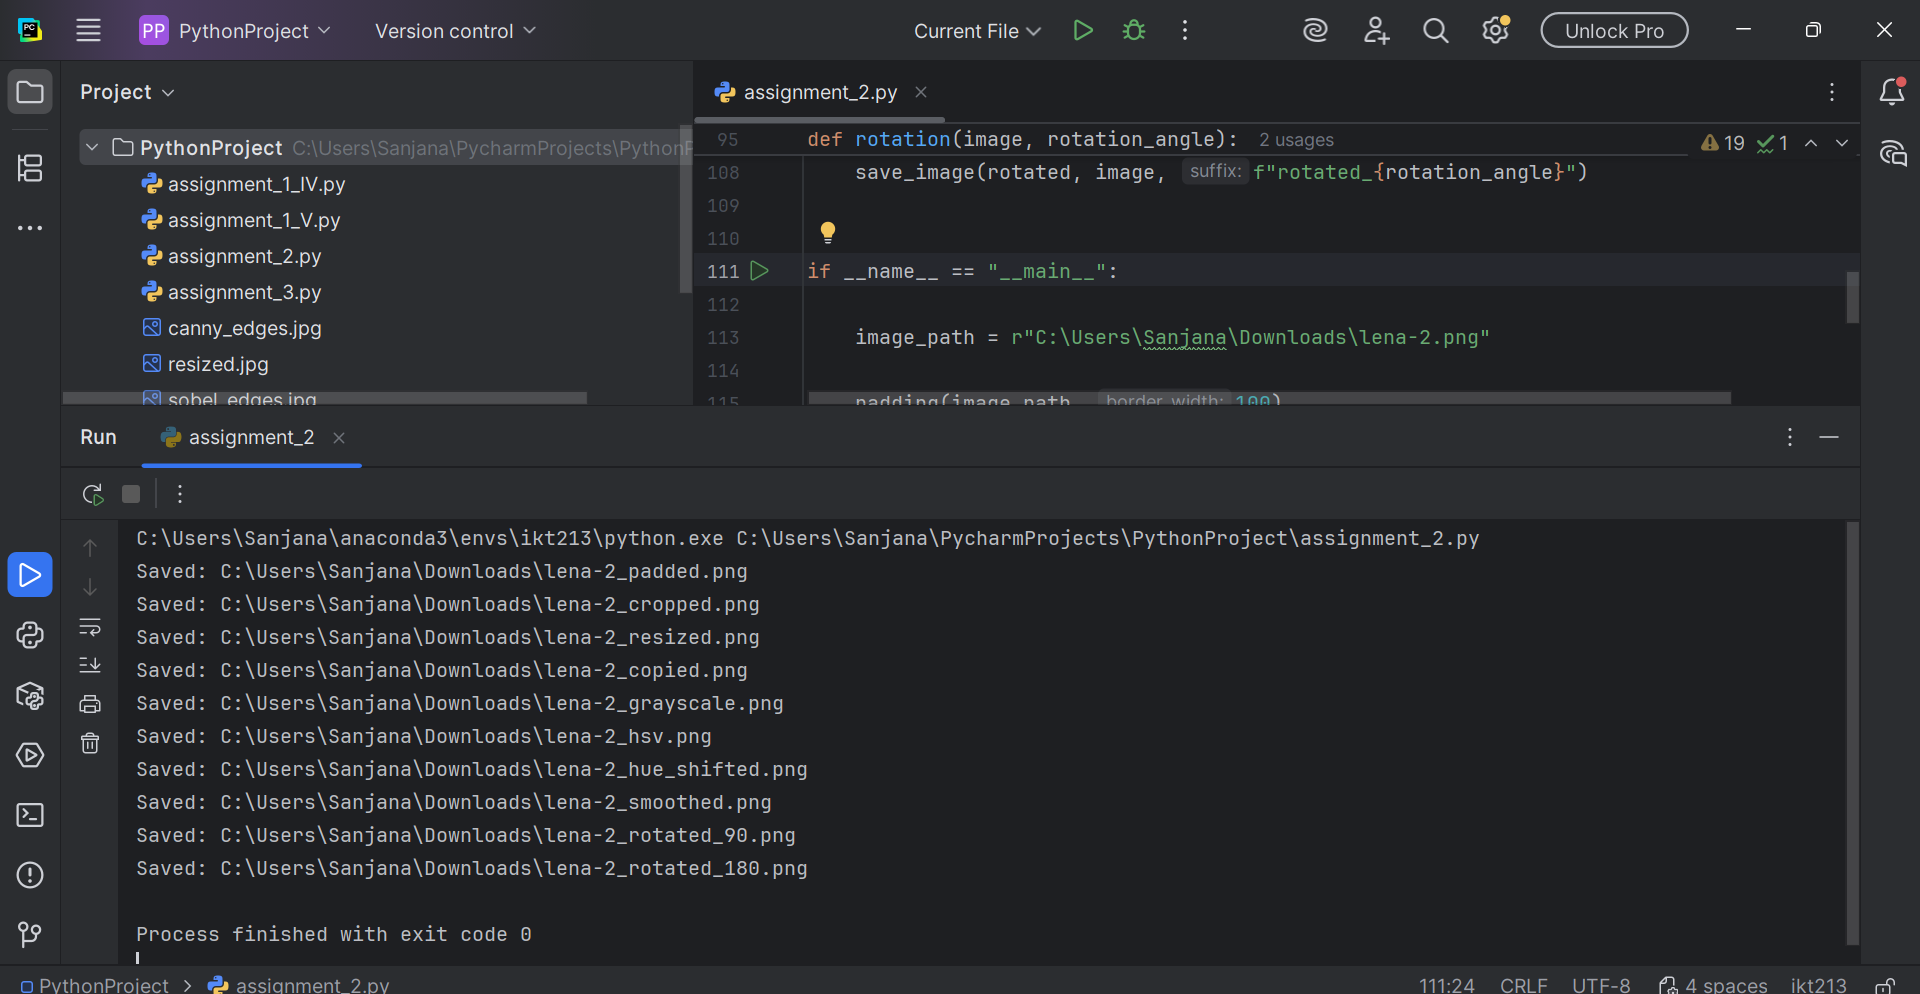 PC
PP PythonProject Version control Current File Unlock Pro
Project
PythonProject C:\Users\Sanjana\PycharmProjects\PythonP
assignment_1_IV.py
assignment_1_V.py
assignment_2.py
assignment_3.py
canny_edges.jpg
resized.jpg
sobel_edges.jpg
assignment_2.py
95 def rotation(image, rotation_angle): 2 usages 19 1
108 save_image(rotated, image, suffix: f"rotated_{rotation_angle}")
109
110
111 if __name__ == "__main__":
112
113 image_path = r"C:\Users\Sanjana\Downloads\lena-2.png"
114
115 padding(image_path, border_width: 100)
Run assignment_2
C:\Users\Sanjana\anaconda3\envs\ikt213\python.exe C:\Users\Sanjana\PycharmProjects\PythonProject\assignment_2.py
Saved: C:\Users\Sanjana\Downloads\lena-2_padded.png
Saved: C:\Users\Sanjana\Downloads\lena-2_cropped.png
Saved: C:\Users\Sanjana\Downloads\lena-2_resized.png
Saved: C:\Users\Sanjana\Downloads\lena-2_copied.png
Saved: C:\Users\Sanjana\Downloads\lena-2_grayscale.png
Saved: C:\Users\Sanjana\Downloads\lena-2_hsv.png
Saved: C:\Users\Sanjana\Downloads\lena-2_hue_shifted.png
Saved: C:\Users\Sanjana\Downloads\lena-2_smoothed.png
Saved: C:\Users\Sanjana\Downloads\lena-2_rotated_90.png
Saved: C:\Users\Sanjana\Downloads\lena-2_rotated_180.png
Process finished with exit code 0
PythonProject > assignment_2.py 111:24 CRLF UTF-8 4 spaces ikt213